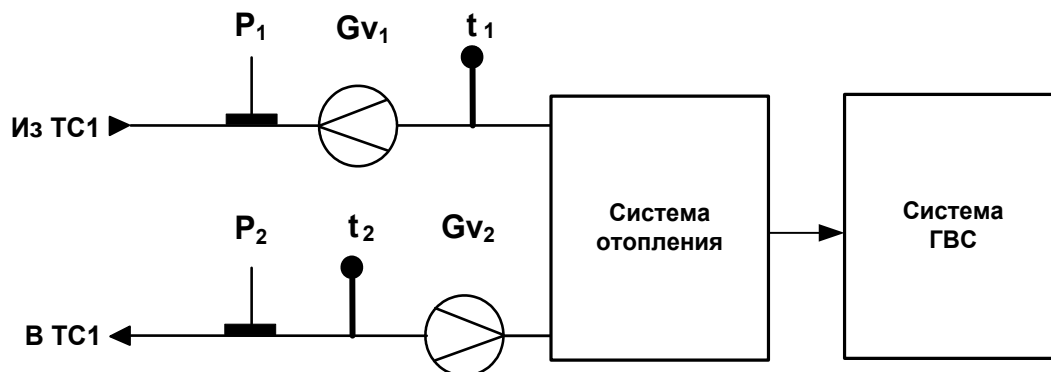 P₁ Gv₁ t₁
Из ТС1
P₂ t₂ Gv₂
Система
отопления
Система
ГВС
В ТС1